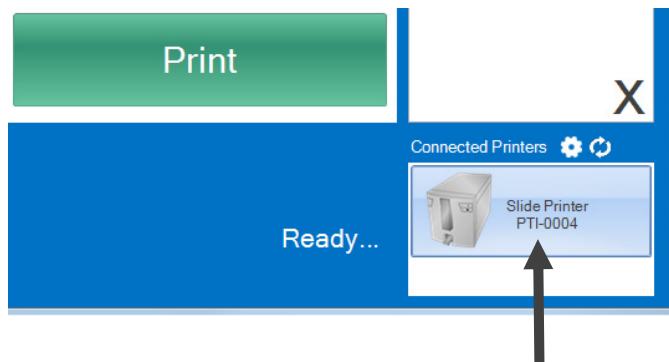 Print
X
Connected Printers
Slide Printer
PTI-0004
Ready...